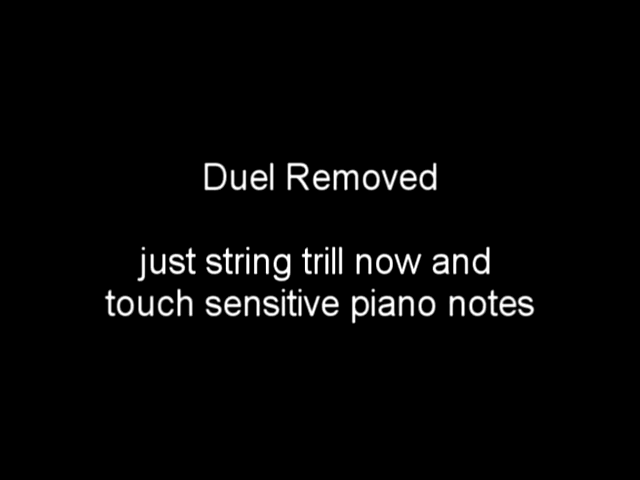 Duel Removed
just string trill now and
touch sensitive piano notes